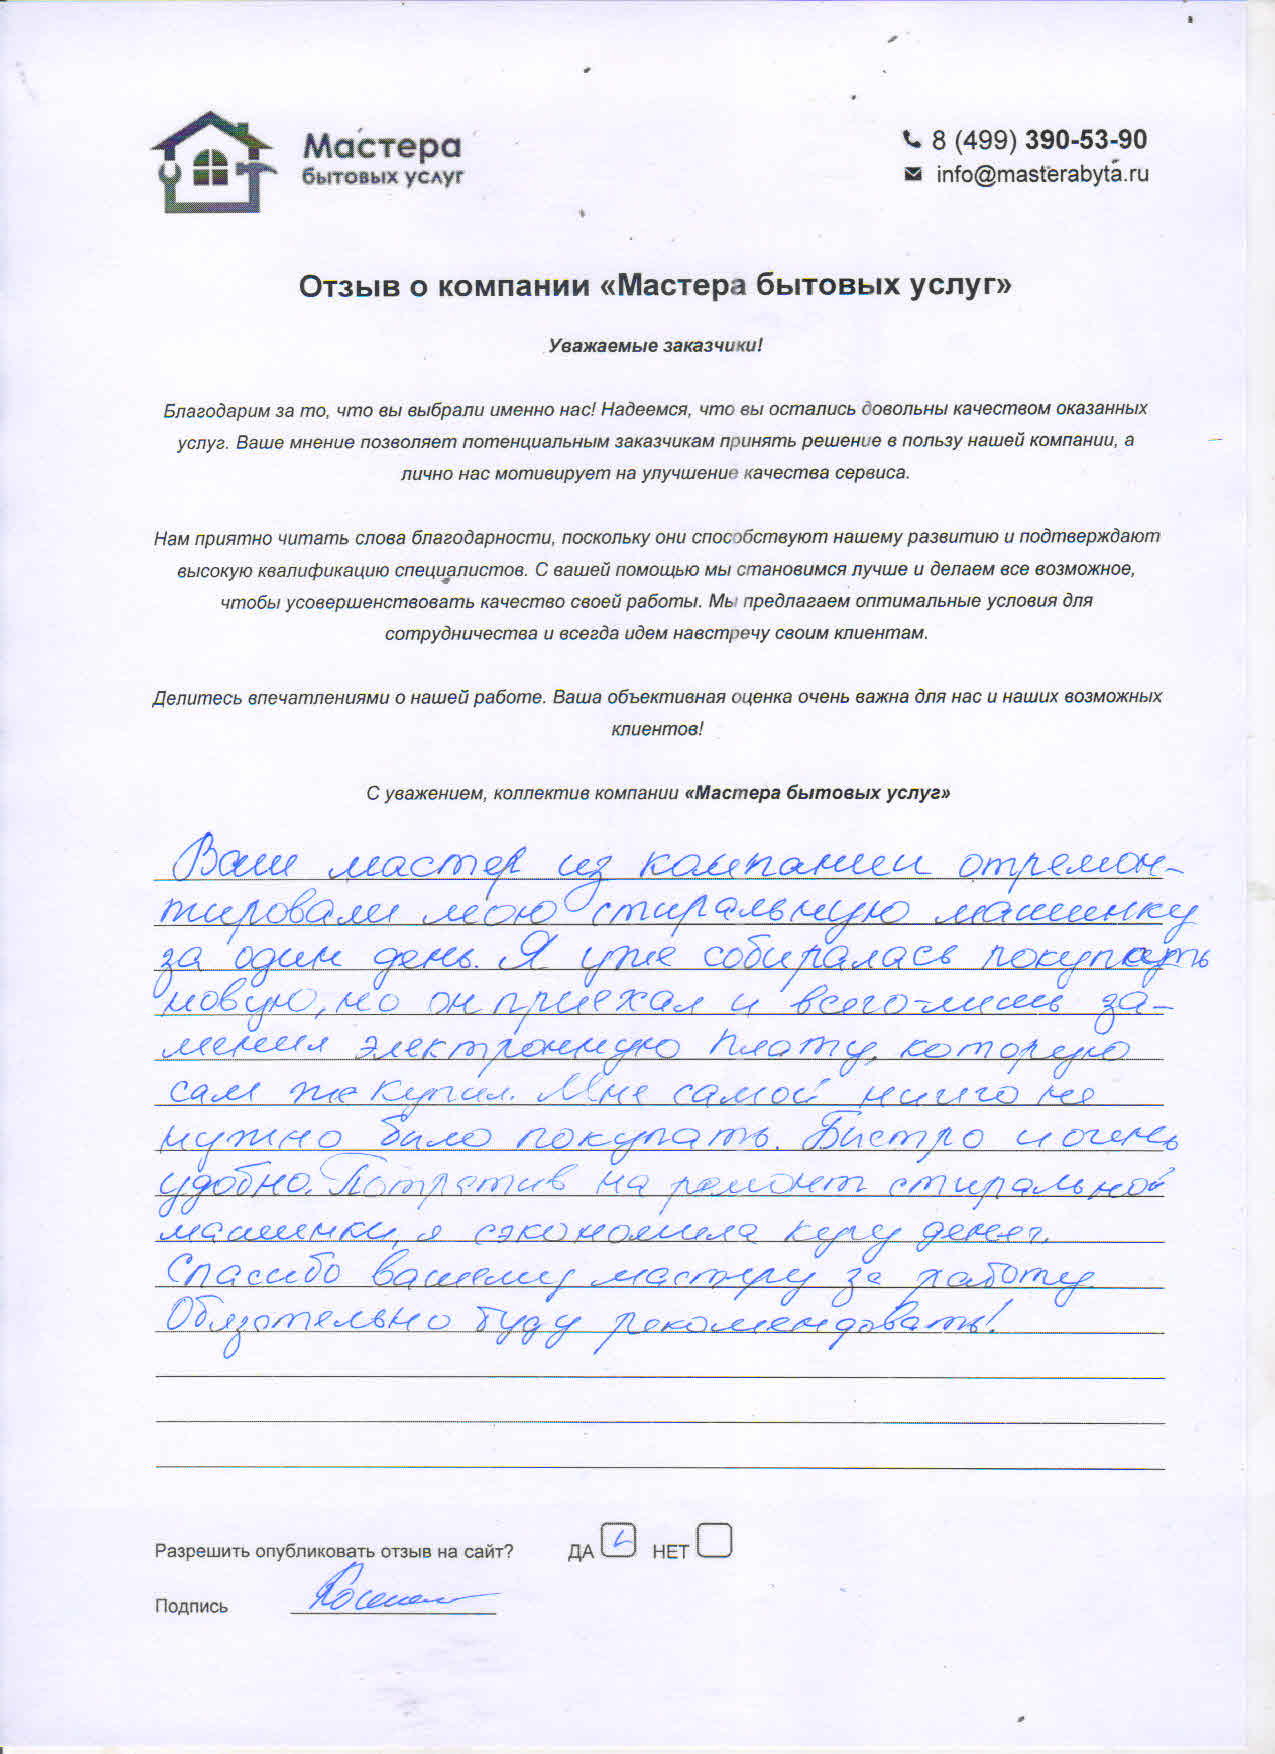 Мастера
бытовых услуг
8 (499) 390-53-90
info@masterabyta.ru
Отзыв о компании «Мастера бытовых услуг»
Уважаемые заказчики!
Благодарим за то, что вы выбрали именно нас! Надеемся, что вы остались довольны качеством оказанных
услуг. Ваше мнение позволяет потенциальным заказчикам принять решение в пользу нашей компании, а
лично нас мотивирует на улучшение качества сервиса.
Нам приятно читать слова благодарности, поскольку они способствуют нашему развитию и подтверждают
высокую квалификацию специалистов. С вашей помощью мы становимся лучше и делаем все возможное,
чтобы усовершенствовать качество своей работы. Мы предлагаем оптимальные условия для
сотрудничества и всегда идем навстречу своим клиентам.
Делитесь впечатлениями о нашей работе. Ваша объективная оценка очень важна для нас и наших возможных
клиентов!
С уважением, коллектив компании «Мастера бытовых услуг»
Ваш мастер из компании отремон-
тировали мою стиральную машинку
за один день. Я уже собиралась покупать
новую, но он приехал и всего-лишь за-
менил электронную плату, которую
сам же купил. Мне самой ничего не
нужно было покупать. Быстро и очень
удобно. Потратив на ремонт стиральной
машинки, я сэкономила кучу денег.
Спасибо вашему мастеру за работу
Обязательно буду рекомендовать!
Разрешить опубликовать отзыв на сайт? ДА НЕТ
Подпись